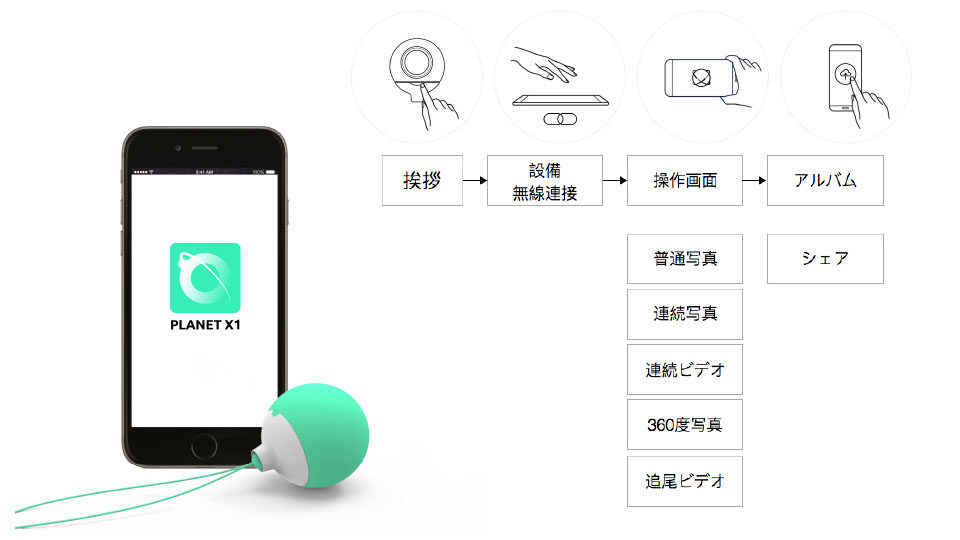 挨拶
設備
無線連接
操作画面
アルバム
普通写真
シェア
連続写真
連続ビデオ
360度写真
追尾ビデオ
9:41 AM
100%
PLANET X1